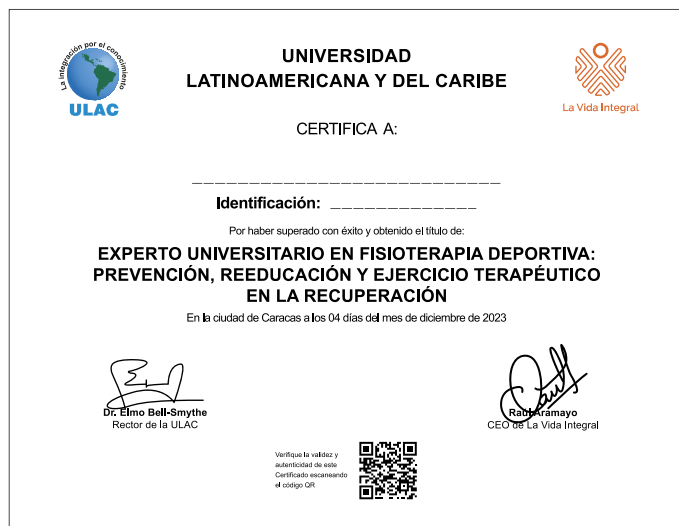 La integración por el conocimiento
ULAC
UNIVERSIDAD
LATINOAMERICANA Y DEL CARIBE
La Vida Integral
CERTIFICA A:
Identificación:
Por haber superado con éxito y obtenido el título de:
EXPERTO UNIVERSITARIO EN FISIOTERAPIA DEPORTIVA:
PREVENCIÓN, REEDUCACIÓN Y EJERCICIO TERAPÉUTICO
EN LA RECUPERACIÓN
En la ciudad de Caracas a los 04 días del mes de diciembre de 2023
Dr. Elmo Bell-Smythe
Rector de la ULAC
Raúl Aramayo
CEO de La Vida Integral
Verifique la validez y
autenticidad de este
Certificado escaneando
el código QR